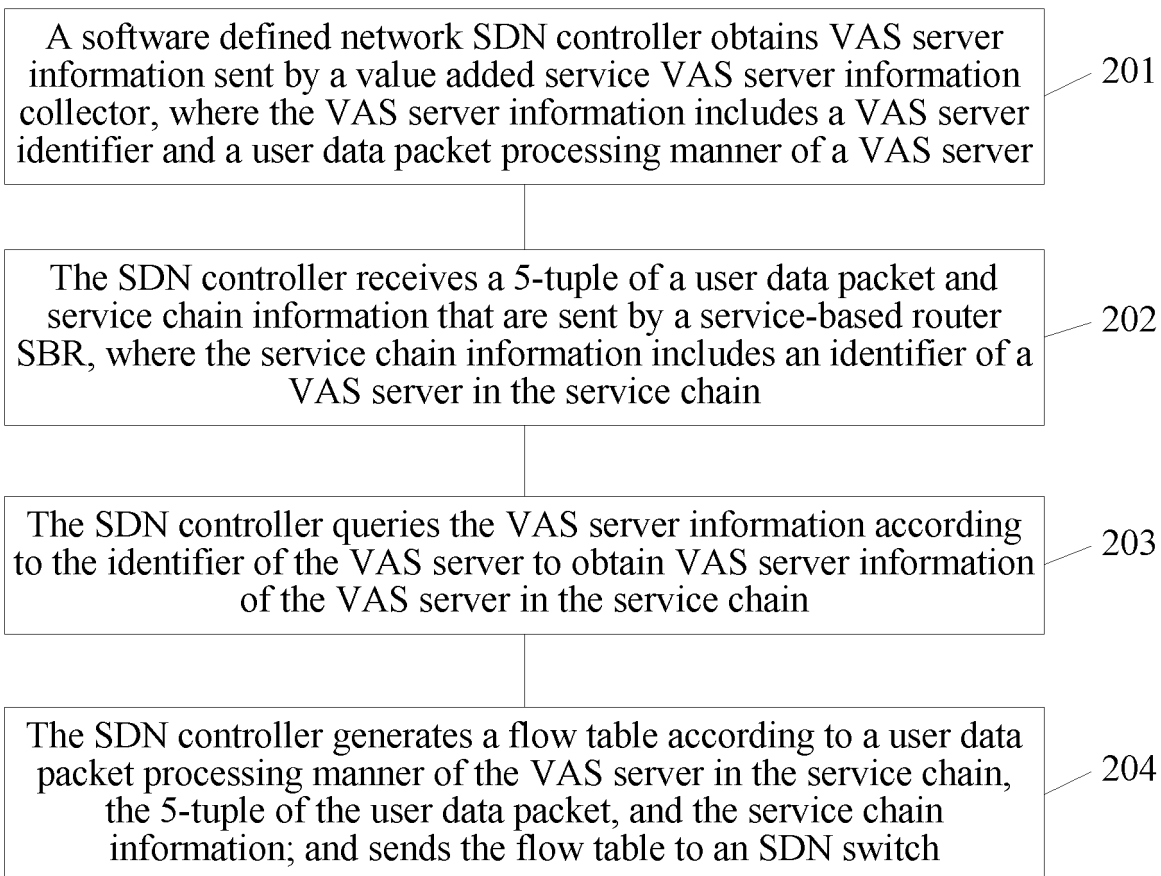 A software defined network SDN controller obtains VAS server
information sent by a value added service VAS server information
collector, where the VAS server information includes a VAS server
identifier and a user data packet processing manner of a VAS server
201
The SDN controller receives a 5-tuple of a user data packet and
service chain information that are sent by a service-based router
SBR, where the service chain information includes an identifier of a
VAS server in the service chain
202
The SDN controller queries the VAS server information according
to the identifier of the VAS server to obtain VAS server information
of the VAS server in the service chain
203
The SDN controller generates a flow table according to a user data
packet processing manner of the VAS server in the service chain,
the 5-tuple of the user data packet, and the service chain
information; and sends the flow table to an SDN switch
204